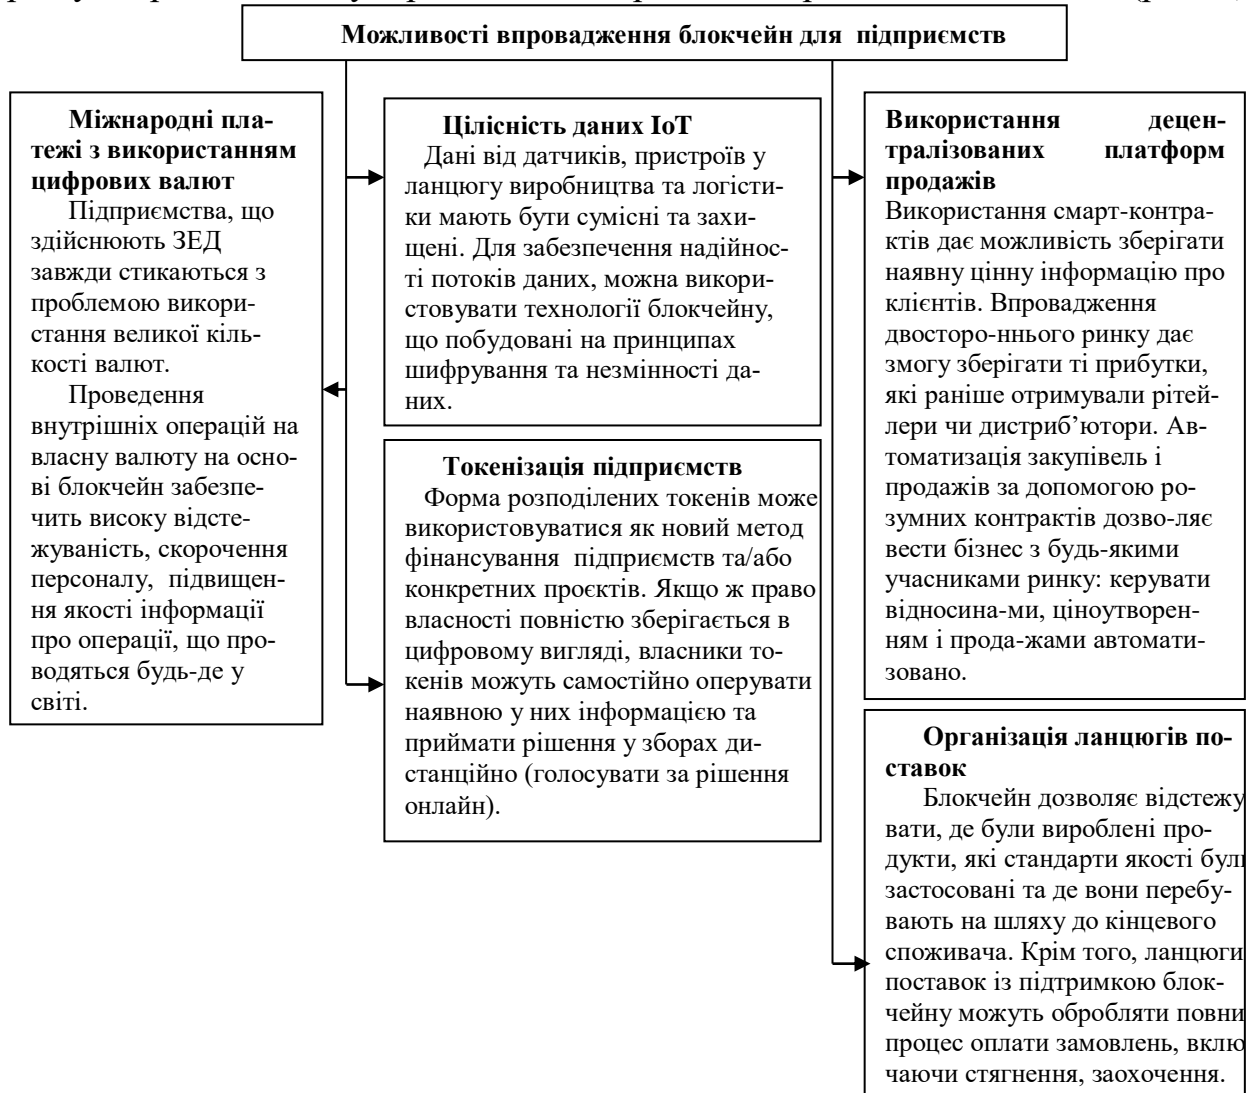 Можливості впровадження блокчейн для підприємств
Міжнародні пла-
тежі з використанням
цифрових валют
Підприємства, що
здійснюють ЗЕД
завжди стикаються з
проблемою викори-
стання великої кіль-
кості валют.
Проведення
внутрішніх операцій на
власну валюту на осно-
ві блокчейн забезпе-
чить високу відсте-
жуваність, скорочення
персоналу, підвищен-
ня якості інформації
про операції, що про-
водяться будь-де у
світі.
Цілісність даних IoT
Дані від датчиків, пристроїв у
ланцюгу виробництва та логісти-
ки мають бути сумісні та захи-
щені. Для забезпечення надійнос-
ті потоків даних, можна викори-
стовувати технології блокчейну,
що побудовані на принципах
шифрування та незмінності да-
них.
Токенізація підприємств
Форма розподілених токенів може
використовуватися як новий метод
фінансування підприємств та/або
конкретних проєктів. Якщо ж право
власності повністю зберігається в
цифровому вигляді, власники то-
кенів можуть самостійно оперувати
наявною у них інформацією та
приймати рішення у зборах ди-
станційно (голосувати за рішення
онлайн).
Використання децен-
тралізованих платформ
продажів
Використання смарт-контра-
ктів дає можливість зберігати
наявну цінну інформацію про
клієнтів. Впровадження
двосторо-ннього ринку дає
змогу зберігати ті прибутки,
які раніше отримували рітей-
лери чи дистриб’ютори. Ав-
томатизація закупівель і
продажів за допомогою ро-
зумних контрактів дозво-ляє
вести бізнес з будь-якими
учасниками ринку: керувати
відносина-ми, ціноутворен-
ням і прода-жами автомати-
зовано.
Організація ланцюгів по-
ставок
Блокчейн дозволяє відстежу
вати, де були вироблені про-
дукти, які стандарти якості були
застосовані та де вони перебу-
вають на шляху до кінцевого
споживача. Крім того, ланцюги
поставок із підтримкою блок-
чейну можуть обробляти повни
процес оплати замовлень, вклю
чаючи стягнення, заохочення.